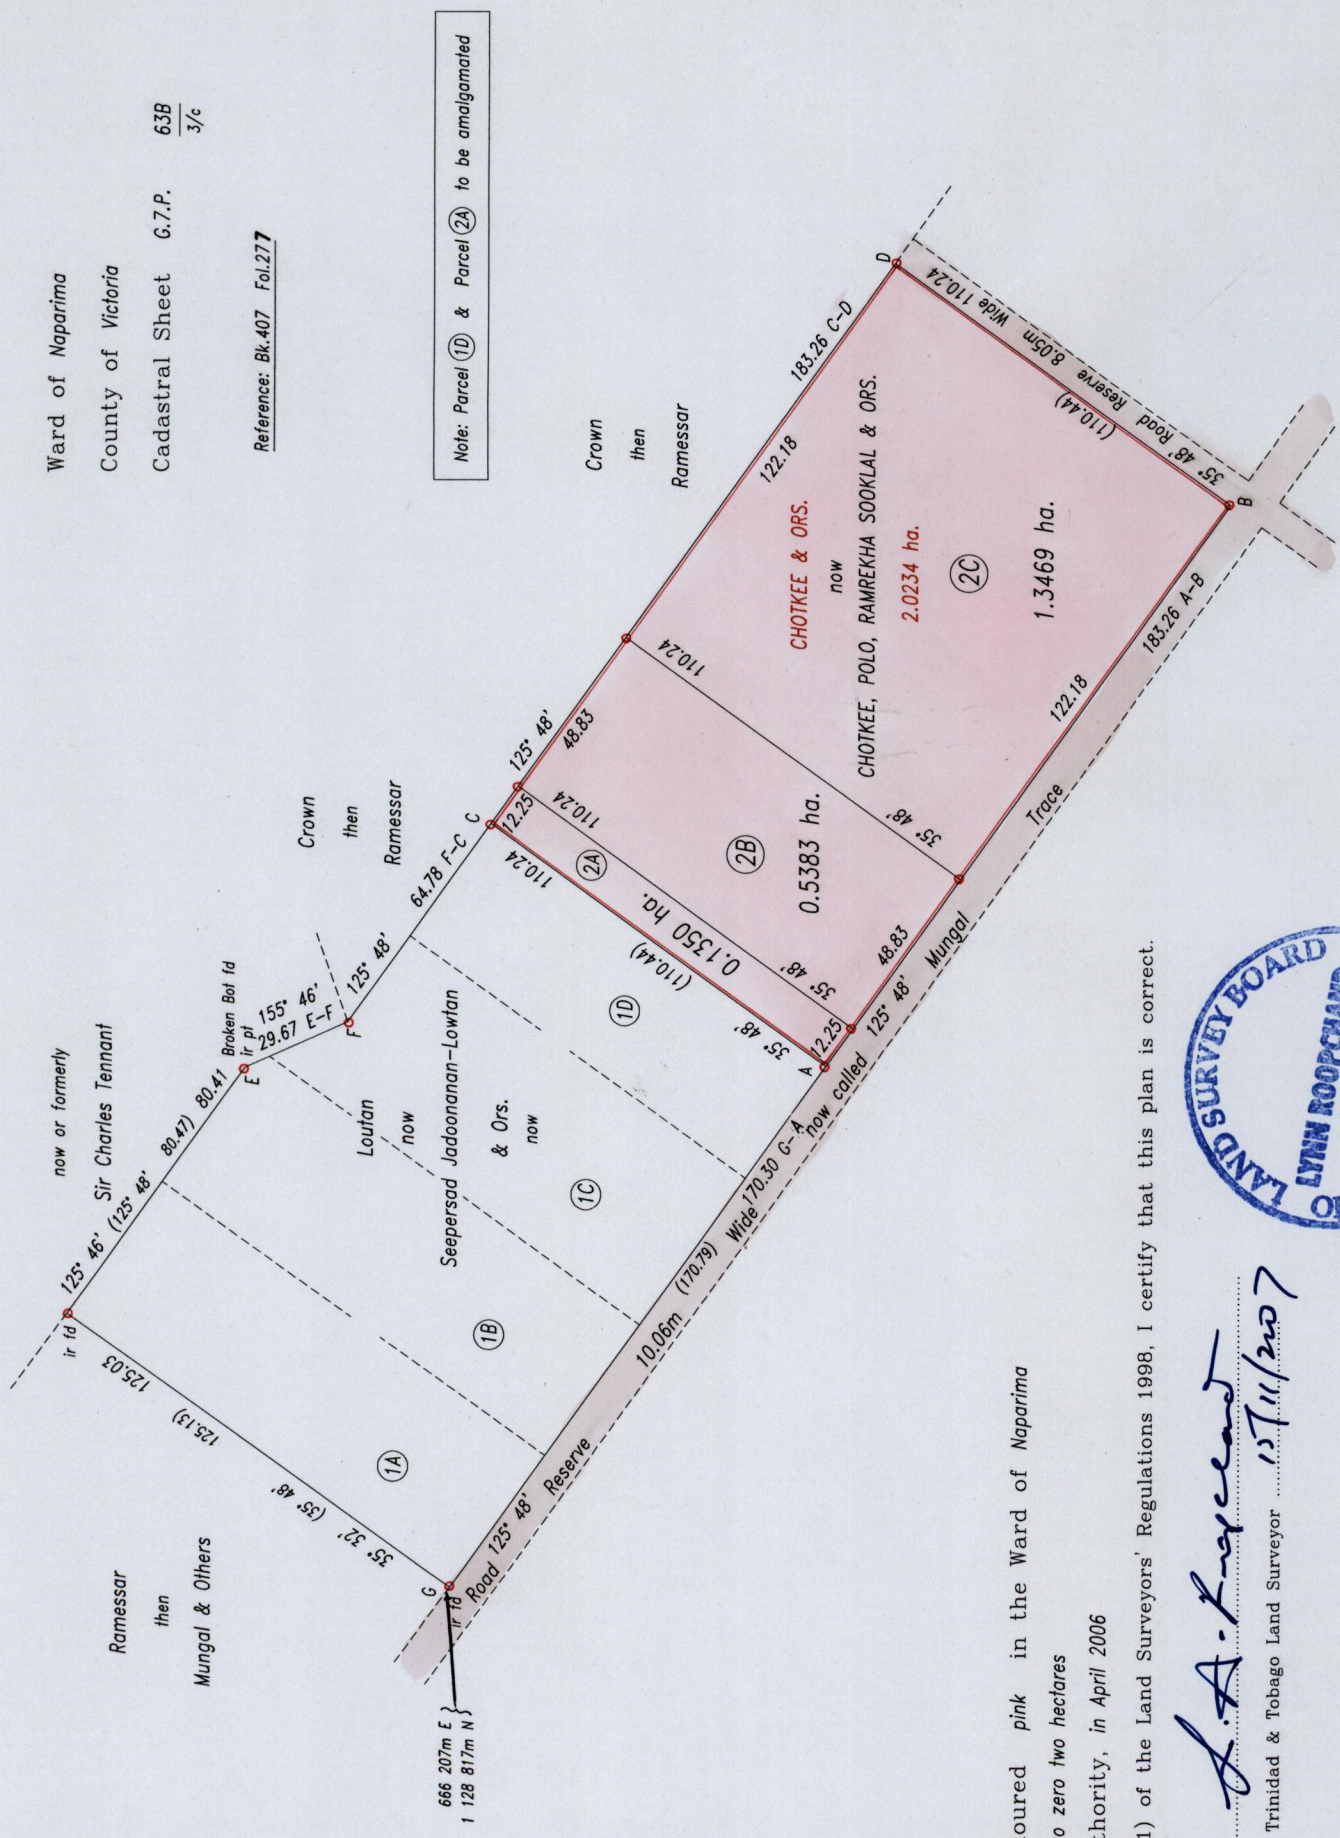 Ward of Naparima
County of Victoria
Cadastral Sheet G.7.P. 63B
3/c
Reference: Bk.407 Fol.277
Note: Parcel 1D & Parcel 2A to be amalgamated
now or formerly
Sir Charles Tennant
Ramessar
then
Mungal & Others
Crown
then
Ramessar
Crown
then
Ramessar
ir fd
125° 46' (125° 48' 80.47) 80.41
E
Broken Bot fd
ir pt
155° 46'
29.67 E-F
F
125° 48'
64.78 F-C
C
125° 48'
183.26 C-D
D
125.03
125.13)
(35° 48'
35° 32'
G
ir fd
666 207m E
1 128 817m N
1A
1B
1C
1D
Loutan
now
Seepersad Jadoonanan-Lowtan
& Ors.
now
12.25
48.83
122.18
110.24
(110.44)
35° 48'
110.24
35° 48'
110.24
35° 48'
2A
0.1350 ha.
2B
0.5383 ha.
CHOTKEE & ORS.
now
CHOTKEE, POLO, RAMREKHA SOOKLAL & ORS.
2.0234 ha.
2C
1.3469 ha.
110.24
(110.44)
35° 48'
Road Reserve 8.05m Wide
A
12.25
48.83
122.18
B
125° 48'
183.26 A-B
Road Reserve 10.06m Wide now called Mungal Trace
125° 48'
(170.79)
170.30 G-A
oured pink in the Ward of Naparima
o zero two hectares
thority, in April 2006
1) of the Land Surveyors' Regulations 1998, I certify that this plan is correct.
Trinidad & Tobago Land Surveyor 15/11/2007
LAND SURVEY BOARD
LYNN ROOPCHAND